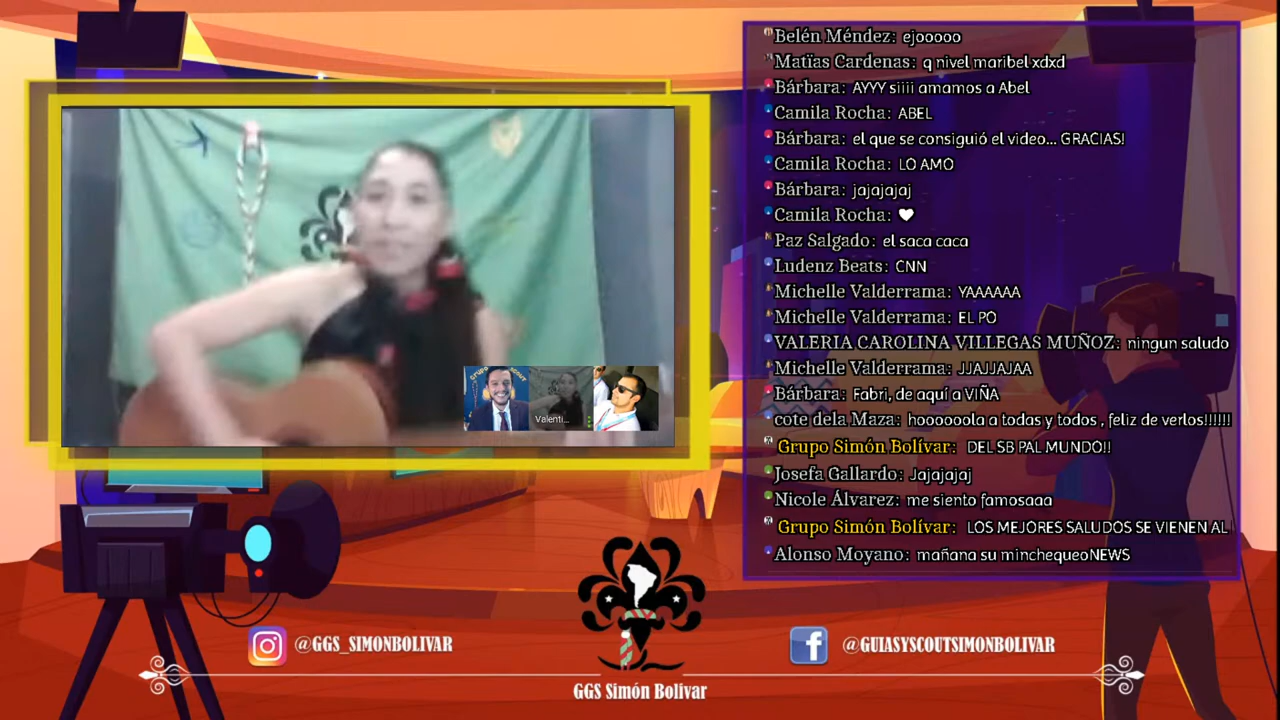 Valenti...
Belén Méndez: ejooooo
Matïas Cardenas: q nivel maribel xdxd
Bárbara: AYYY siiii amamos a Abel
Camila Rocha: ABEL
Bárbara: el que se consiguió el video... GRACIAS!
Camila Rocha: LO AMO
Bárbara: jajajajaj
Camila Rocha: 🤍
Paz Salgado: el saca caca
Ludenz Beats: CNN
Michelle Valderrama: YAAAAAA
Michelle Valderrama: EL PO
VALERIA CAROLINA VILLEGAS MUÑOZ: ningun saludo
Michelle Valderrama: JJAJJAJAA
Bárbara: Fabri, de aquí a VIÑA
cote dela Maza: hoooooola a todas y todos , feliz de verlos!!!!!!
Grupo Simón Bolívar: DEL SB PAL MUNDO!!
Josefa Gallardo: Jajajajaj
Nicole Álvarez: me siento famosaaa
Grupo Simón Bolívar: LOS MEJORES SALUDOS SE VIENEN AL
Alonso Moyano: mañana su minchequeoNEWS
@GGS_SIMONBOLIVAR
@GUIASYSCOUTSIMONBOLIVAR
GGS Simón Bolivar